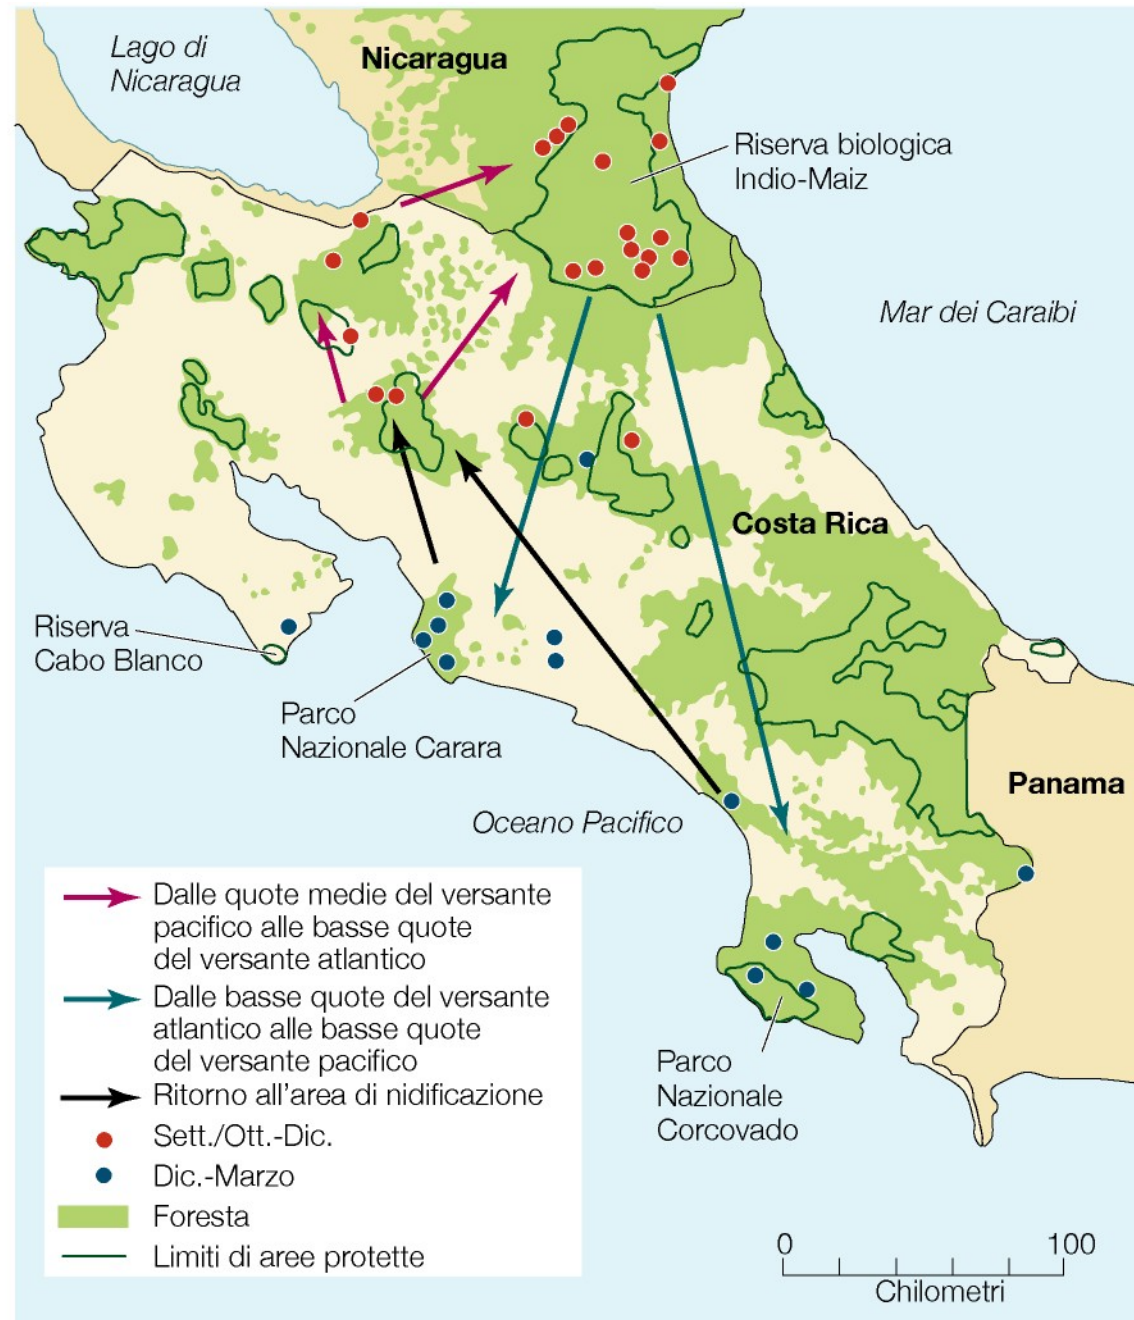 Lago di
Nicaragua
Nicaragua
Riserva biologica
Indio-Maiz
Mar dei Caraibi
Costa Rica
Riserva
Cabo Blanco
Parco
Nazionale Carara
Oceano Pacifico
Panama
Parco
Nazionale
Corcovado
Dalle quote medie del versante
pacifico alle basse quote
del versante atlantico
Dalle basse quote del versante
atlantico alle basse quote
del versante pacifico
Ritorno all'area di nidificazione
Sett./Ott.-Dic.
Dic.-Marzo
Foresta
Limiti di aree protette
0 100
Chilometri